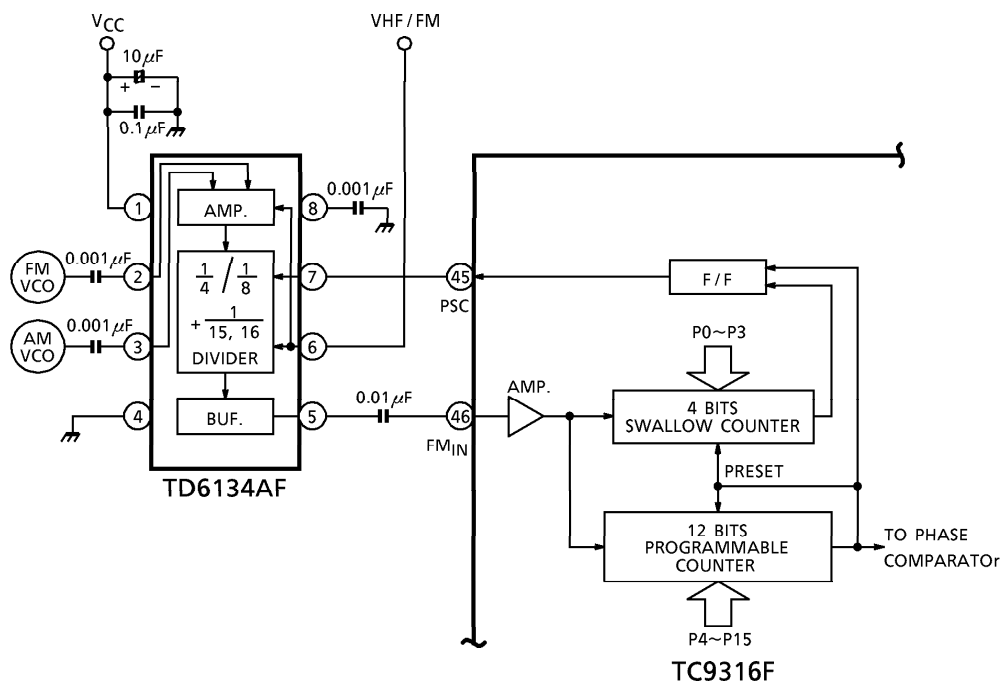 VCC
VHF/FM
10μF
+ −
0.1μF
1
AMP.
8
0.001μF
FM
VCO
0.001μF
2
1/4 / 1/8
+ 1/15, 16
DIVIDER
7
45
PSC
F/F
AM
VCO
0.001μF
3
6
P0~P3
4
BUF.
5
0.01μF
46
FMIN
AMP.
4 BITS
SWALLOW COUNTER
PRESET
TD6134AF
12 BITS
PROGRAMMABLE
COUNTER
TO PHASE
COMPARATOr
P4~P15
TC9316F